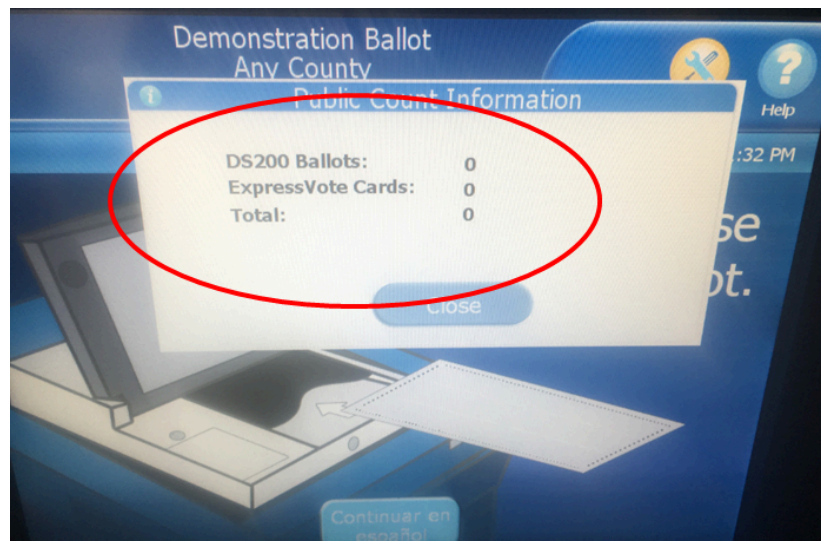 Demonstration Ballot
Any County
Public Count Information
Help
:32 PM
DS200 Ballots: 0
ExpressVote Cards: 0
Total: 0
se
ot.
Close
Continuar en
español